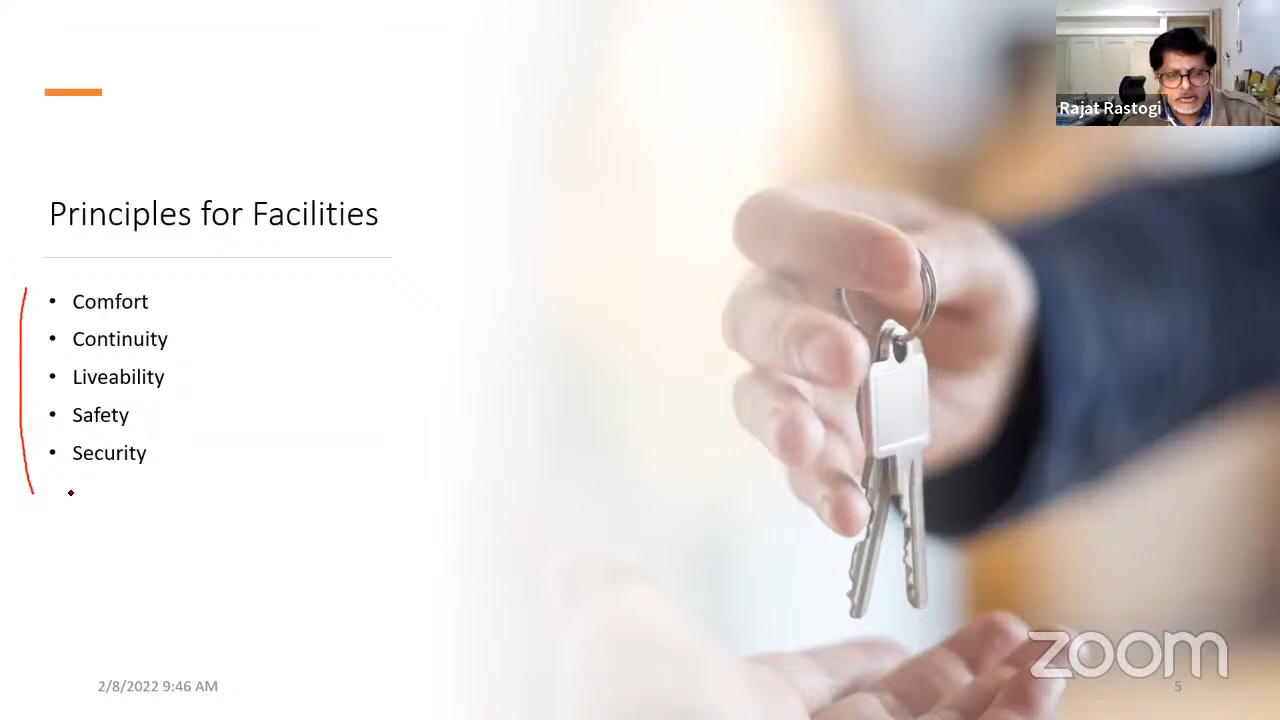 Rajat Rastogi
Principles for Facilities
• Comfort
• Continuity
• Liveability
• Safety
• Security
2/8/2022 9:46 AM
zoom
5